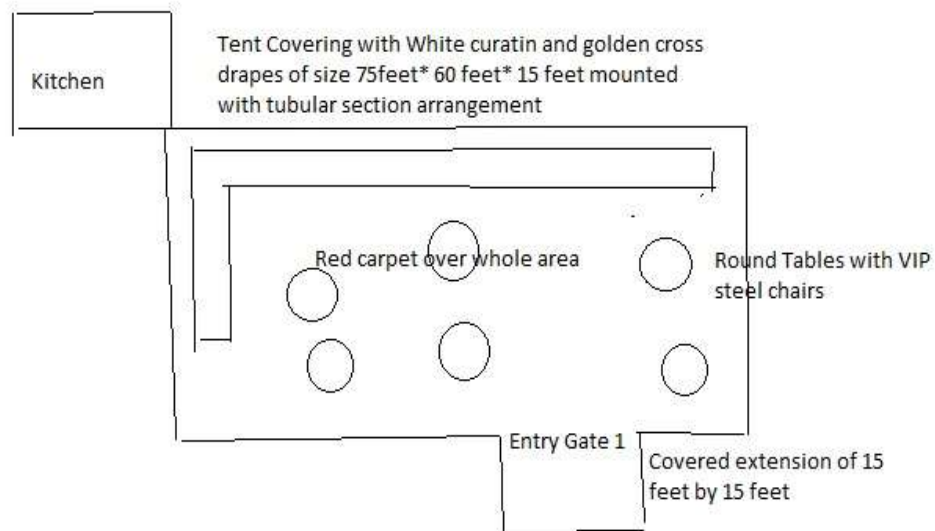 Tent Covering with White curatin and golden cross
drapes of size 75feet* 60 feet* 15 feet mounted
with tubular section arrangement
Kitchen
Red carpet over whole area
Round Tables with VIP
steel chairs
Entry Gate 1
Covered extension of 15
feet by 15 feet